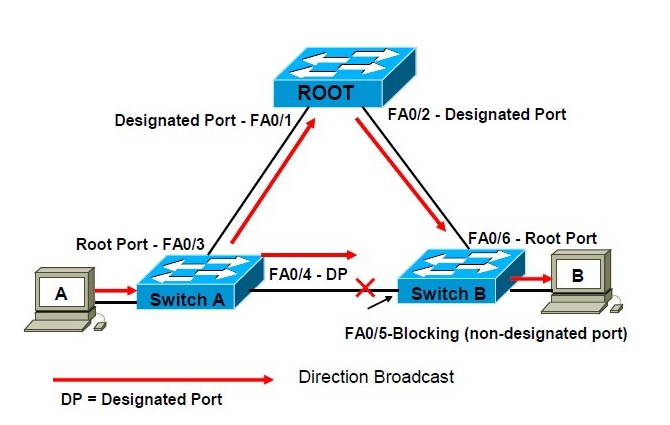 ROOT
Designated Port - FA0/1
FA0/2 - Designated Port
Root Port - FA0/3
FA0/6 - Root Port
A
Switch A
FA0/4 - DP
Switch B
B
FA0/5-Blocking (non-designated port)
Direction Broadcast
DP = Designated Port